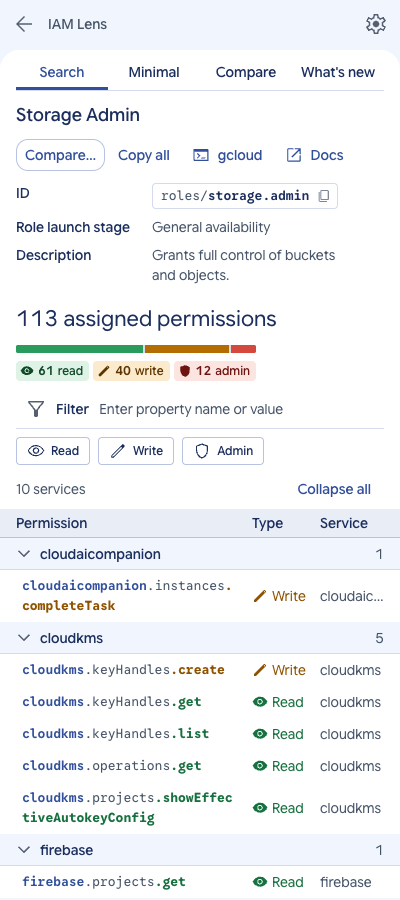 IAM Lens
Search Minimal Compare What's new
Storage Admin
Compare... Copy all gcloud Docs
ID roles/storage.admin
Role launch stage General availability
Description Grants full control of buckets
and objects.
113 assigned permissions
61 read 40 write 12 admin
Filter Enter property name or value
Read Write Admin
10 services Collapse all
Permission Type Service
cloudaicompanion 1
cloudaicompanion.instances.
completeTask Write cloudaic...
cloudkms 5
cloudkms.keyHandles.create Write cloudkms
cloudkms.keyHandles.get Read cloudkms
cloudkms.keyHandles.list Read cloudkms
cloudkms.operations.get Read cloudkms
cloudkms.projects.showEffec
tiveAutokeyConfig Read cloudkms
firebase 1
firebase.projects.get Read firebase